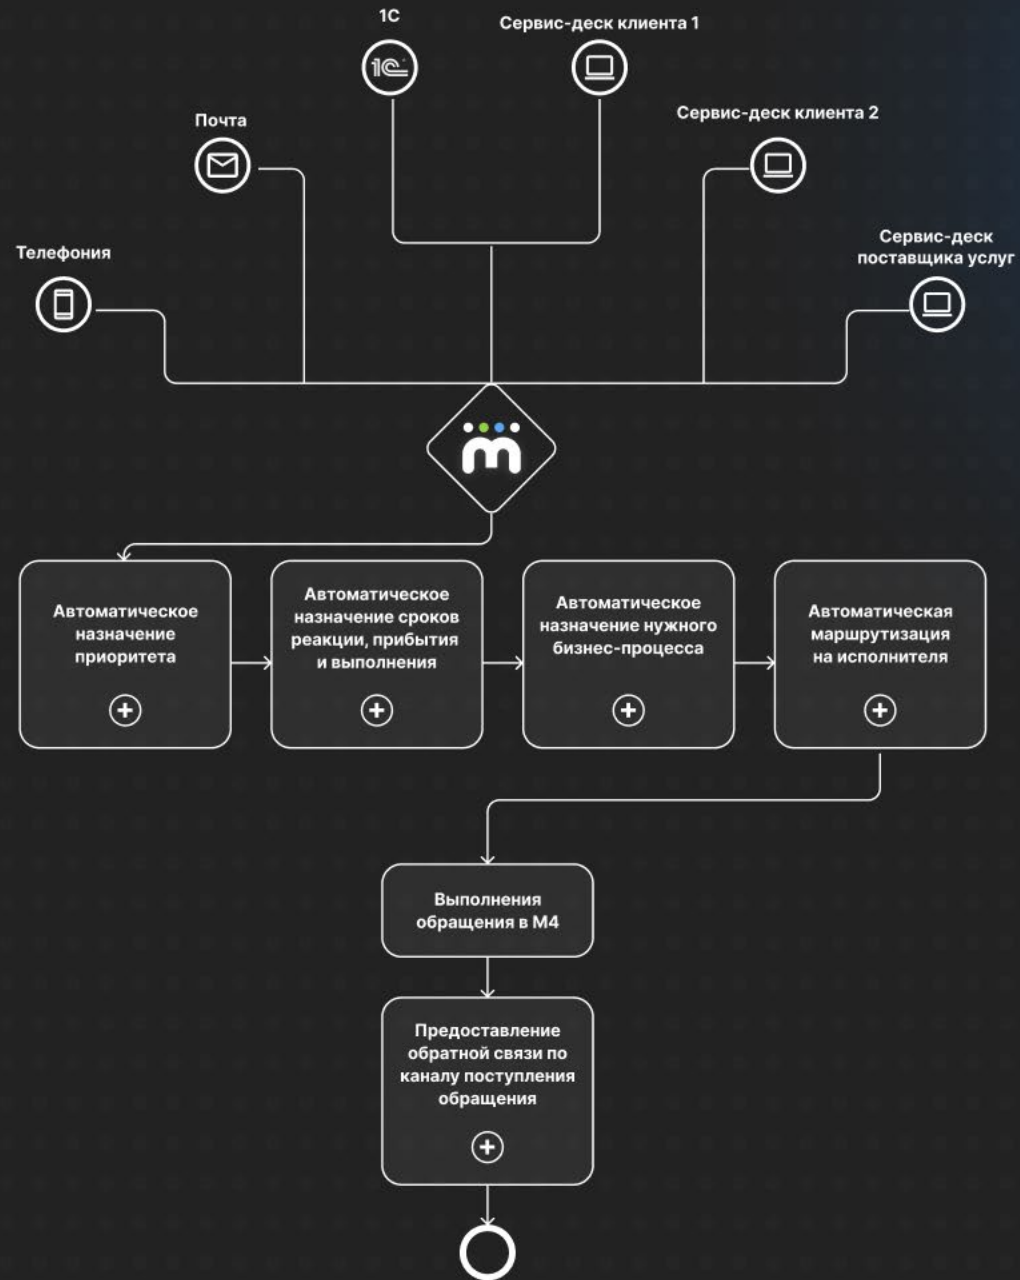 1С
Сервис-деск клиента 1
1С
Почта
Сервис-деск клиента 2
Телефония
Сервис-деск
поставщика услуг
m
Автоматическое
назначение
приоритета
Автоматическое
назначение сроков
реакции, прибытия
и выполнения
Автоматическое
назначение нужного
бизнес-процесса
Автоматическая
маршрутизация
на исполнителя
Выполнения
обращения в М4
Предоставление
обратной связи по
каналу поступления
обращения